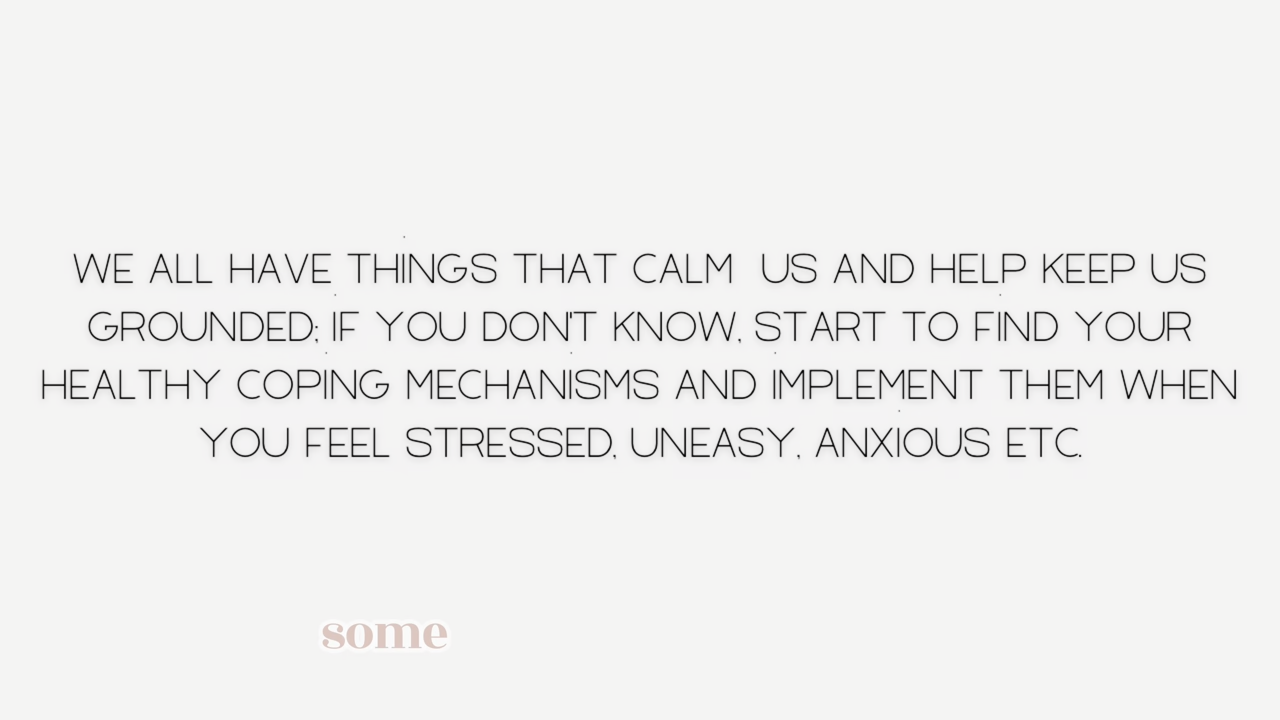 WE ALL HAVE THINGS THAT CALM  US AND HELP KEEP US
GROUNDED; IF YOU DON'T KNOW, START TO FIND YOUR
HEALTHY COPING MECHANISMS AND IMPLEMENT THEM WHEN
YOU FEEL STRESSED, UNEASY, ANXIOUS ETC.
some